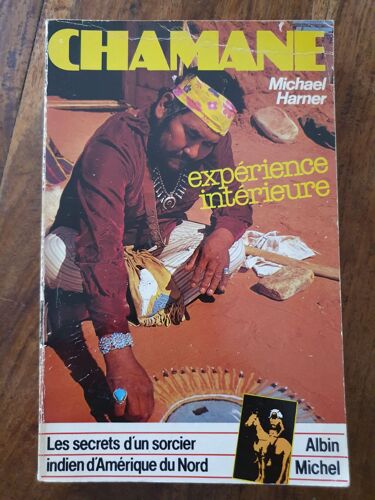 CHAMANE
Michael
Harner
expérience
intérieure
Les secrets d'un sorcier
indien d'Amérique du Nord
Albin
Michel